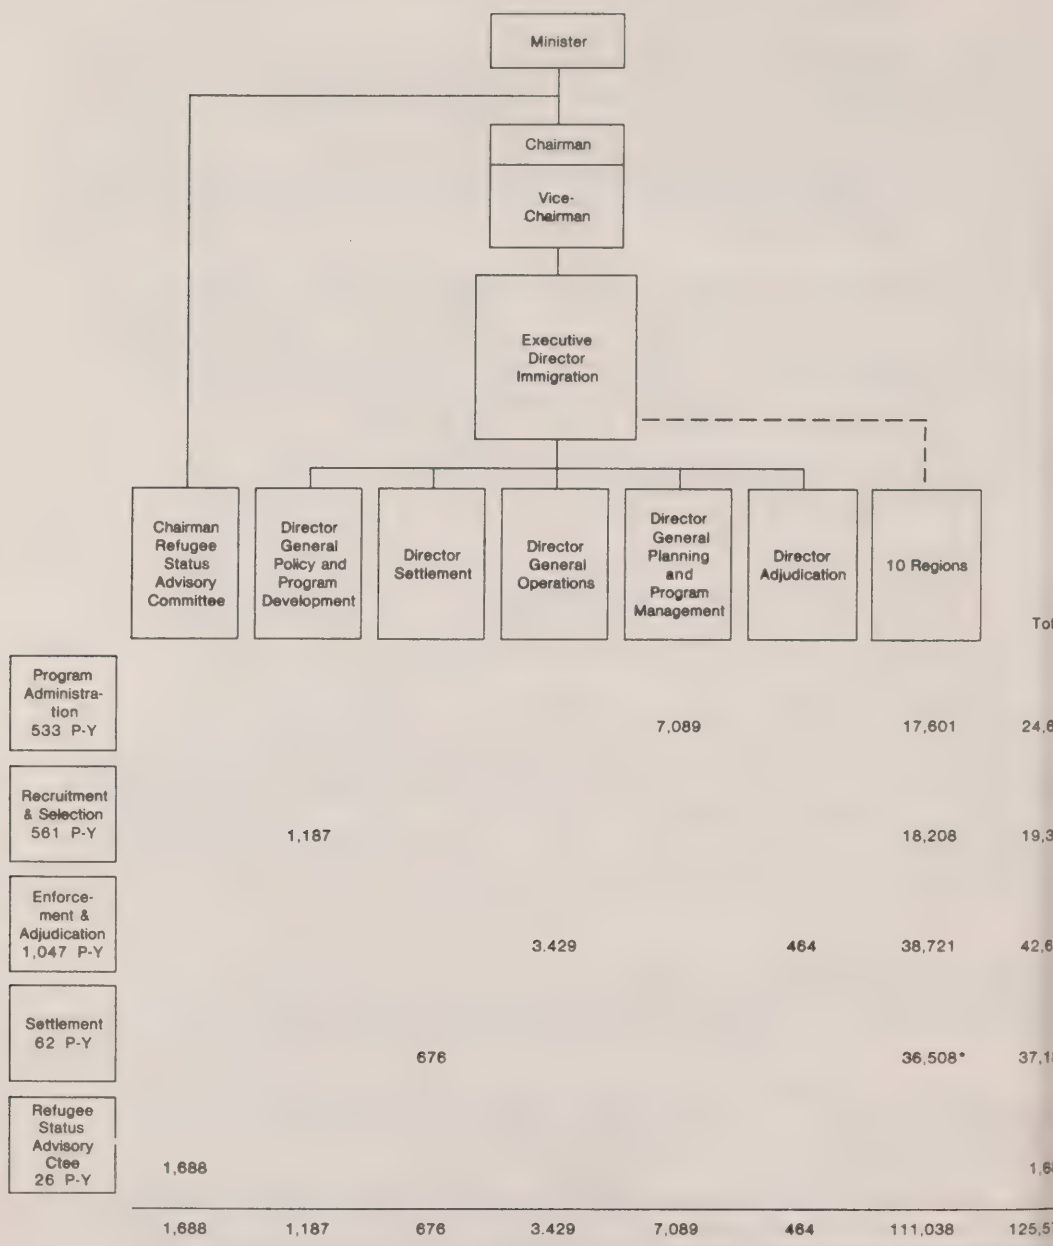 Minister
Chairman
Vice-
Chairman
Executive
Director
Immigration
Chairman
Refugee
Status
Advisory
Committee
Director
General
Policy and
Program
Development
Director
Settlement
Director
General
Operations
Director
General
Planning
and
Program
Management
Director
Adjudication
10 Regions
Program
Administra-
tion
533 P-Y
7,089 17,601
Recruitment
& Selection
561 P-Y
1,187 18,208
Enforce-
ment &
Adjudication
1,047 P-Y
3.429 464 38,721
Settlement
62 P-Y
676 36,508*
Refugee
Status
Advisory
Ctee
26 P-Y
1,688
1,688 1,187 676 3.429 7,089 464 111,038